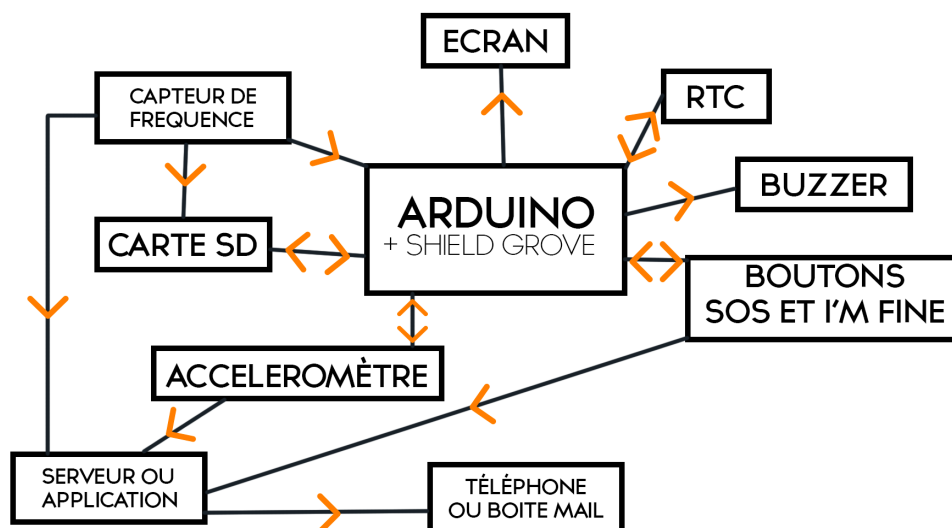 ECRAN
CAPTEUR DE
FREQUENCE
RTC
ARDUINO
+ SHIELD GROVE
BUZZER
CARTE SD
BOUTONS
SOS ET I'M FINE
ACCELEROMÈTRE
SERVEUR OU
APPLICATION
TÉLÉPHONE
OU BOITE MAIL